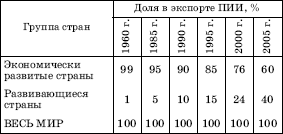 Группа стран
Доля в экспорте ПИИ, %
1960 г. 1985 г. 1990 г. 1995 г. 2000 г. 2005 г.
Экономически
развитые страны 99 95 90 85 76 60
Развивающиеся
страны 1 5 10 15 24 40
ВЕСЬ МИР 100 100 100 100 100 100